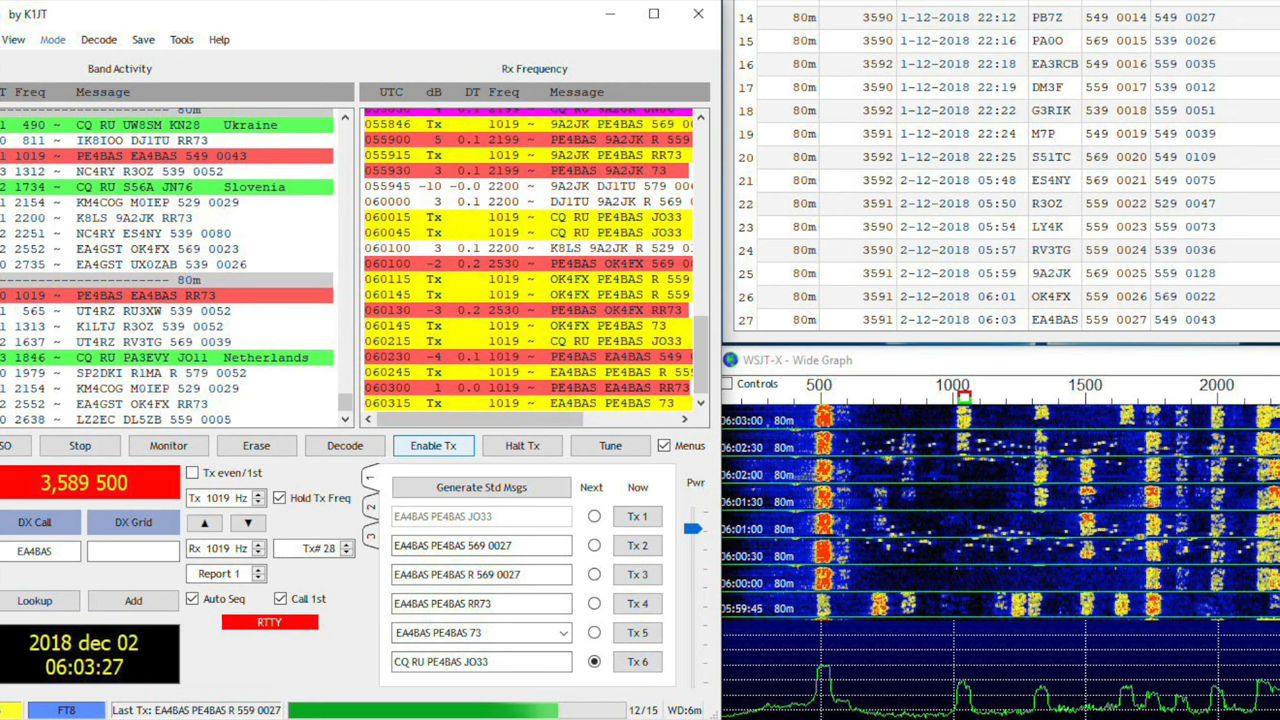 by K1JT
View Mode Decode Save Tools Help
Band Activity
T Freq Message
80m
1 490 ~ CQ RU UW8SM KN28 Ukraine
0 811 ~ IK8IOO DJ1TU RR73
1 1019 ~ PE4BAS EA4BAS 549 0043
3 1312 ~ NC4RY R3OZ 539 0052
2 1734 ~ CQ RU S56A JN76 Slovenia
1 2154 ~ KM4COG M0IEP 529 0029
1 2200 ~ K8LS 9A2JK RR73
2 2251 ~ NC4RY ES4NY 539 0080
2 2552 ~ EA4GST OK4FX 569 0023
0 2735 ~ EA4GST UX0ZAB 539 0026
80m
0 1019 ~ PE4BAS EA4BAS RR73
1 565 ~ UT4RZ RU3XW 539 0052
1 1313 ~ K1LTJ R3OZ 539 0052
2 1637 ~ UT4RZ RV3TG 569 0039
3 1846 ~ CQ RU PA3EVY JO11 Netherlands
0 1979 ~ SP2DKI R1MA R 579 0052
2154 ~ KM4COG M0IEP 529 0029
2552 ~ EA4GST OK4FX RR73
2 ~ LZ2EC DL5ZB 559 0005
Rx Frequency
UTC dB DT Freq Message
055846 Tx 1019 ~ 9A2JK PE4BAS 569 00
055900 5 0.1 2199 ~ PE4BAS 9A2JK R 559
055915 Tx 1019 ~ 9A2JK PE4BAS RR73
055930 3 0.1 2199 ~ PE4BAS 9A2JK 73
055945 -10 -0.0 2200 ~ 9A2JK DJ1TU 579 00
060000 3 0.1 2200 ~ DJ1TU 9A2JK R 559
060015 Tx 1019 ~ CQ RU PE4BAS JO33
060045 Tx 1019 ~ CQ RU PE4BAS JO33
060100 3 0.1 2200 ~ K8LS 9A2JK R 529 01
060100 -2 0.2 2530 ~ PE4BAS OK4FX 569 00
060115 Tx 1019 ~ OK4FX PE4BAS R 559
060145 Tx 1019 ~ OK4FX PE4BAS R 559
060130 -3 0.2 2530 ~ PE4BAS OK4FX RR73
060145 Tx 1019 ~ OK4FX PE4BAS 73
060215 Tx 1019 ~ CQ RU PE4BAS JO33
060230 -4 0.1 1019 ~ PE4BAS EA4BAS 549
060245 Tx 1019 ~ EA4BAS PE4BAS R 55
060300 1 0.0 1019 ~ PE4BAS EA4BAS RR73
060315 Tx 1019 ~ EA4BAS PE4BAS 73
SO Stop Monitor Erase Decode Enable Tx Halt Tx Tune Menus
3,589 500
DX Call DX Grid
EA4BAS
Lookup Add
2018 dec 02
06:03:27
Tx even/1st
Tx 1019 Hz Hold Tx Freq
▲ ▼
Rx 1019 Hz Tx# 28
Report 1
Auto Seq Call 1st
RTTY
1
2
3
Generate Std Msgs Next Now Pwr
EA4BAS PE4BAS JO33 Tx 1
EA4BAS PE4BAS 569 0027 Tx 2
EA4BAS PE4BAS R 569 0027 Tx 3
EA4BAS PE4BAS RR73 Tx 4
EA4BAS PE4BAS 73 Tx 5
CQ RU PE4BAS JO33 Tx 6
FT8 EA4BAS PE4BAS R 559 0027 12/15 WD:6m
14 80m 3590 1-12-2018 22:12 PB7Z 549 0014 549 0027
15 80m 3590 1-12-2018 22:16 PA0O 569 0015 539 0026
16 80m 3592 1-12-2018 22:18 EA3RCB 549 0016 559 0035
17 80m 3590 1-12-2018 22:19 DM3F 559 0017 539 0012
18 80m 3590 1-12-2018 22:22 G3RIK 539 0018 559 0051
19 80m 3591 1-12-2018 22:24 M7P 549 0019 549 0039
20 80m 3592 1-12-2018 22:25 S51TC 569 0020 549 0109
21 80m 3592 2-12-2018 05:48 ES4NY 569 0021 549 0075
22 80m 3591 2-12-2018 05:50 R3OZ 569 0022 529 0047
23 80m 3590 2-12-2018 05:54 LY4K 559 0023 559 0073
24 80m 3590 2-12-2018 05:57 RV3TG 559 0024 539 0036
25 80m 3592 2-12-2018 05:59 9A2JK 569 0025 559 0128
26 80m 3591 2-12-2018 06:01 OK4FX 559 0026 569 0022
27 80m 3591 2-12-2018 06:03 EA4BAS 559 0027 549 0043
WSJT-X - Wide Graph
Controls 500 1000 1500 2000
06:03:00 80m
06:02:30 80m
06:02:00 80m
06:01:30 80m
06:01:00 80m
06:00:30 80m
06:00:00 80m
05:59:45 80m